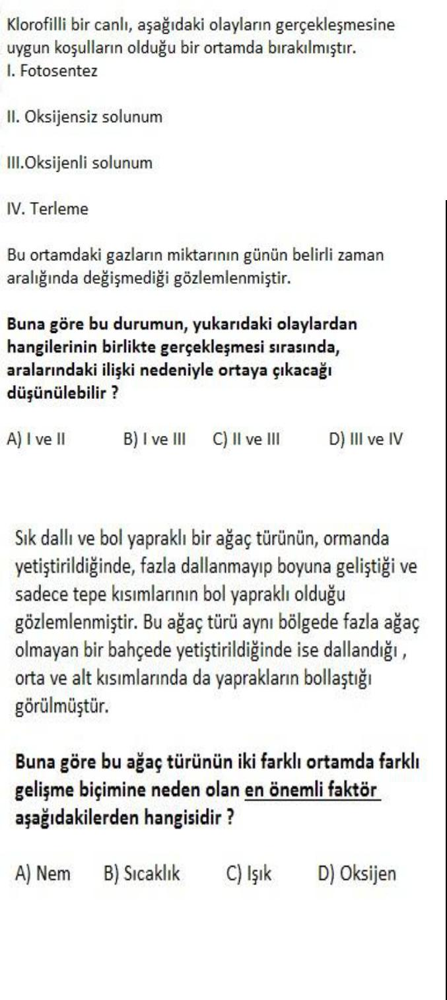 Klorofilli bir canlı, aşağıdaki olayların gerçekleşmesine
uygun koşulların olduğu bir ortamda bırakılmıştır.
I. Fotosentez
II. Oksijensiz solunum
III.Oksijenli solunum
IV. Terleme
Bu ortamdaki gazların miktarının günün belirli zaman
aralığında değişmediği gözlemlenmiştir.
Buna göre bu durumun, yukarıdaki olaylardan
hangilerinin birlikte gerçekleşmesi sırasında,
aralarındaki ilişki nedeniyle ortaya çıkacağı
düşünülebilir ?
A) I ve II B) I ve III C) II ve III D) III ve IV
Sık dallı ve bol yapraklı bir ağaç türünün, ormanda
yetiştirildiğinde, fazla dallanmayıp boyuna geliştiği ve
sadece tepe kısımlarının bol yapraklı olduğu
gözlemlenmiştir. Bu ağaç türü aynı bölgede fazla ağaç
olmayan bir bahçede yetiştirildiğinde ise dallandığı ,
orta ve alt kısımlarında da yaprakların bollaştığı
görülmüştür.
Buna göre bu ağaç türünün iki farklı ortamda farklı
gelişme biçimine neden olan en önemli faktör
aşağıdakilerden hangisidir ?
A) Nem B) Sıcaklık C) Işık D) Oksijen